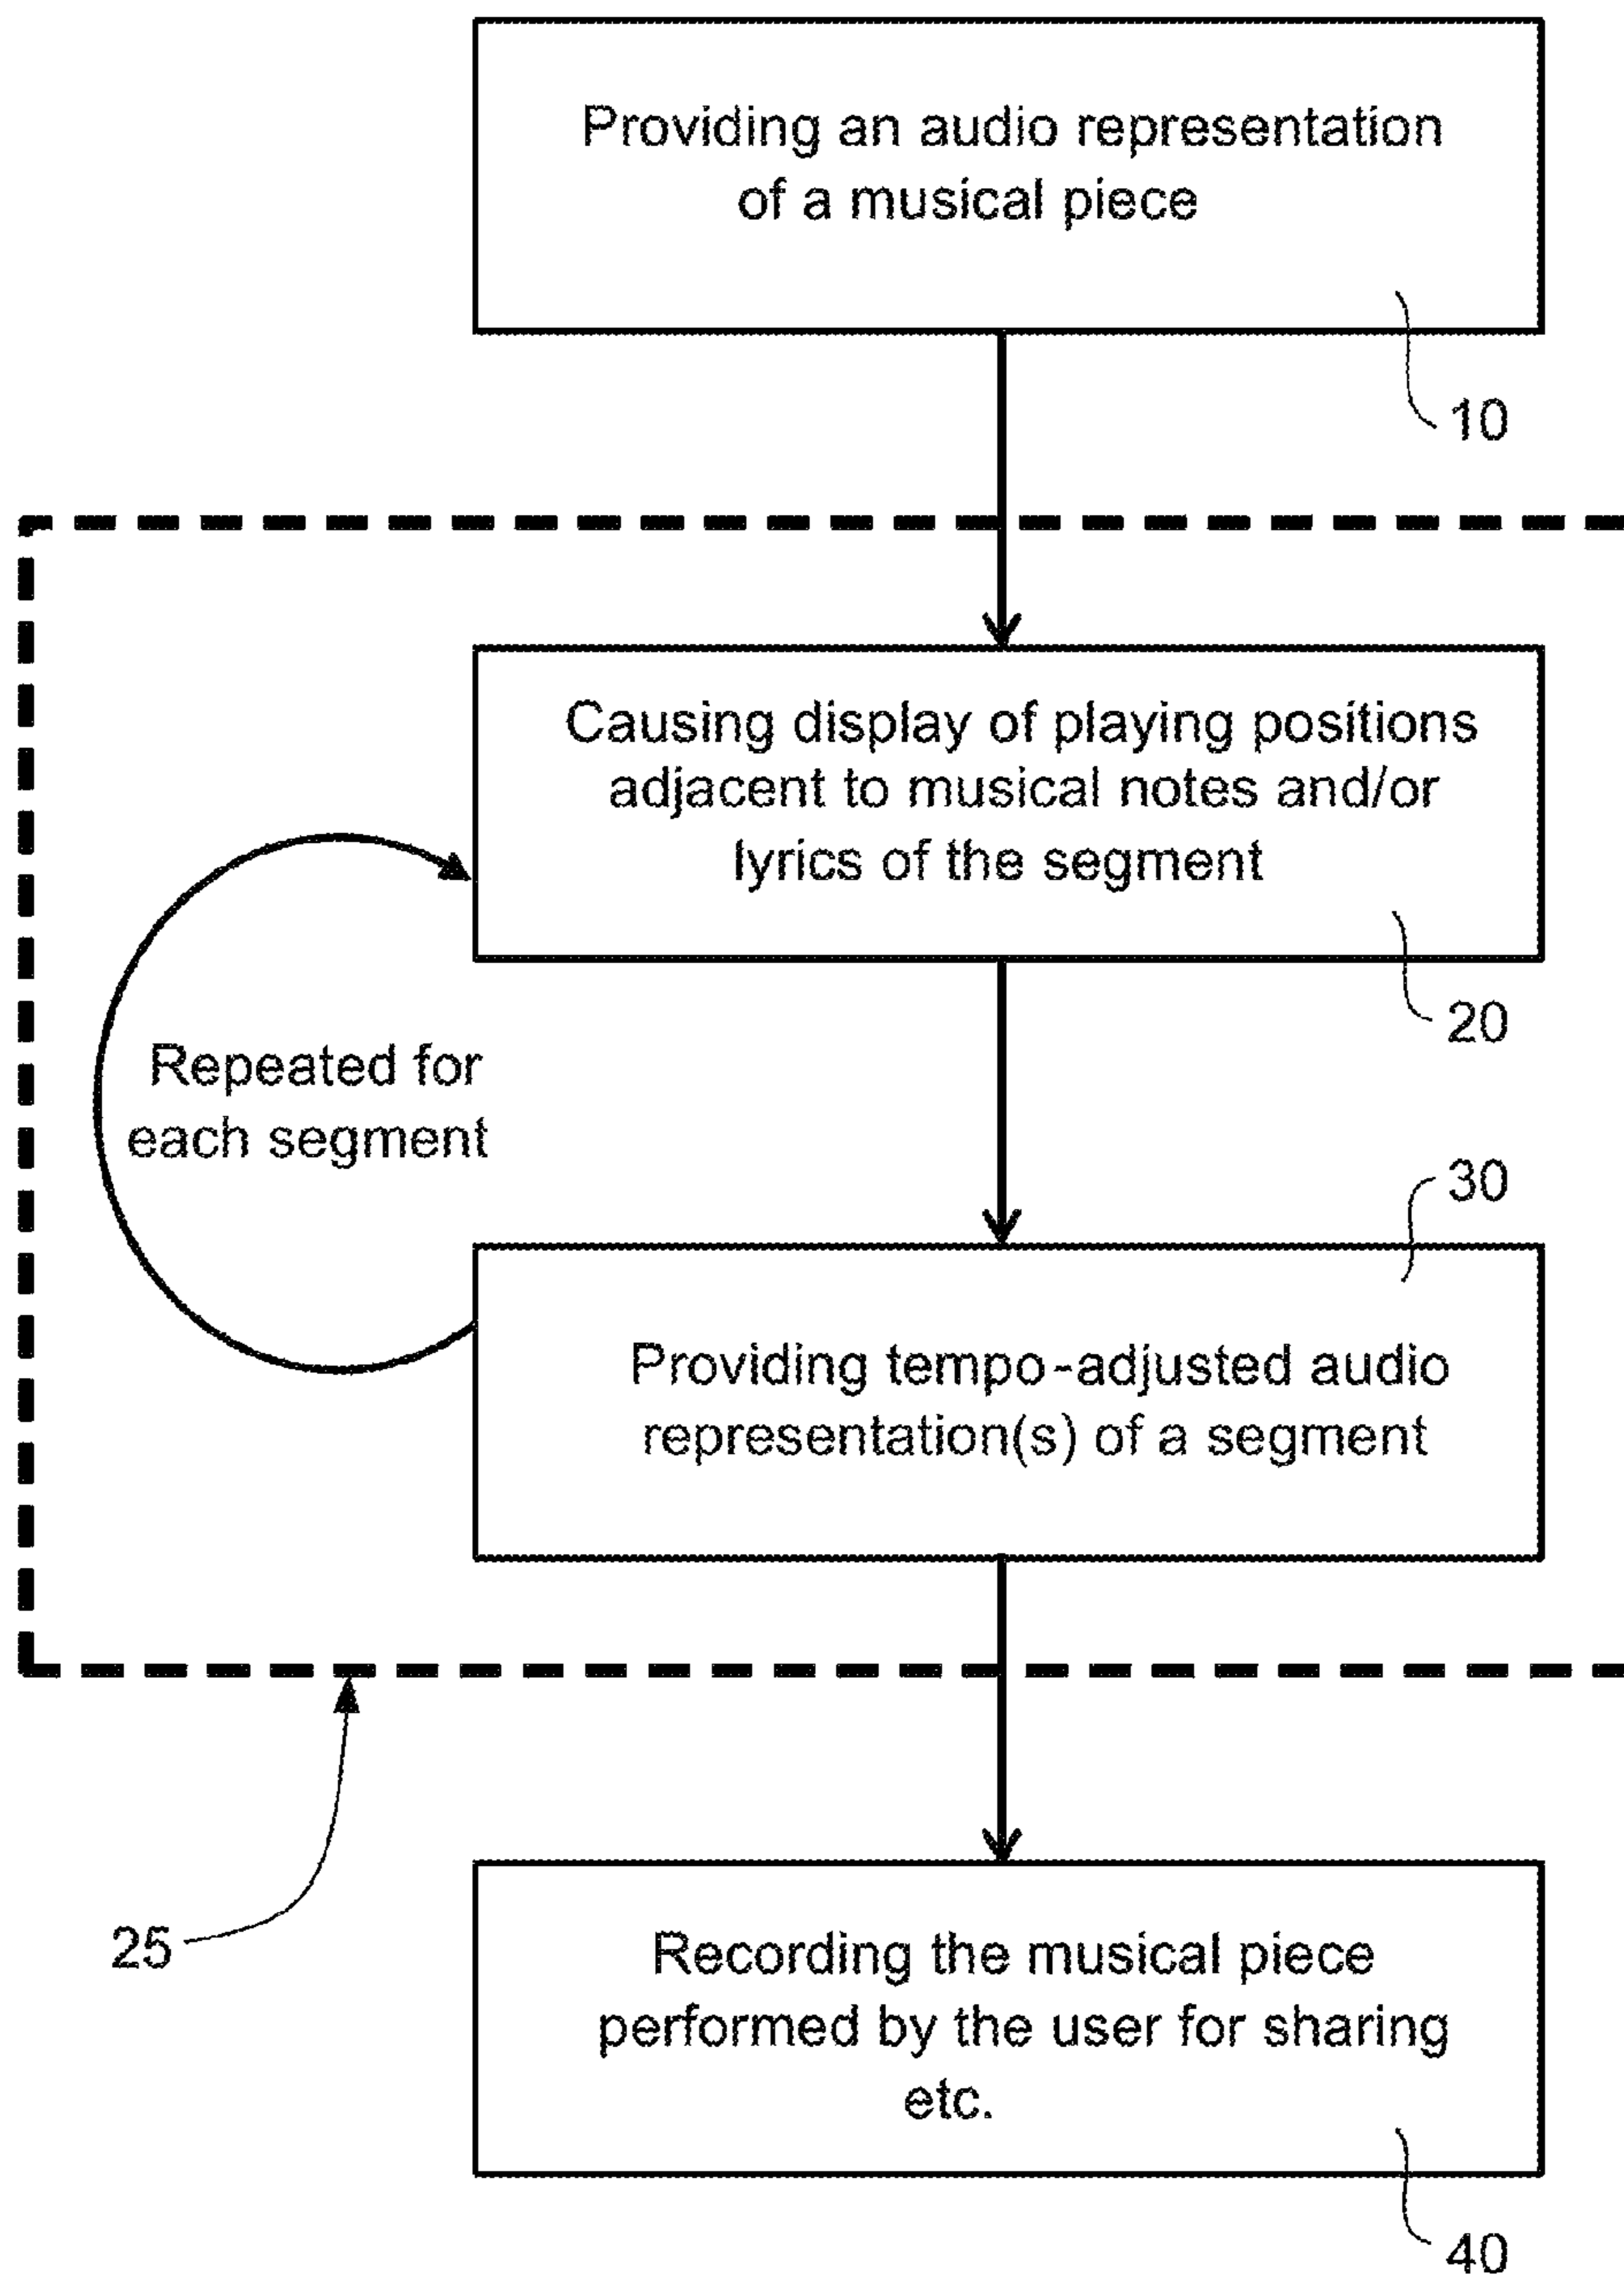 Providing an audio representation
of a musical piece
10
Causing display of playing positions
adjacent to musical notes and/or
lyrics of the segment
20
Repeated for
each segment
30
Providing tempo-adjusted audio
representation(s) of a segment
25
Recording the musical piece
performed by the user for sharing
etc.
40